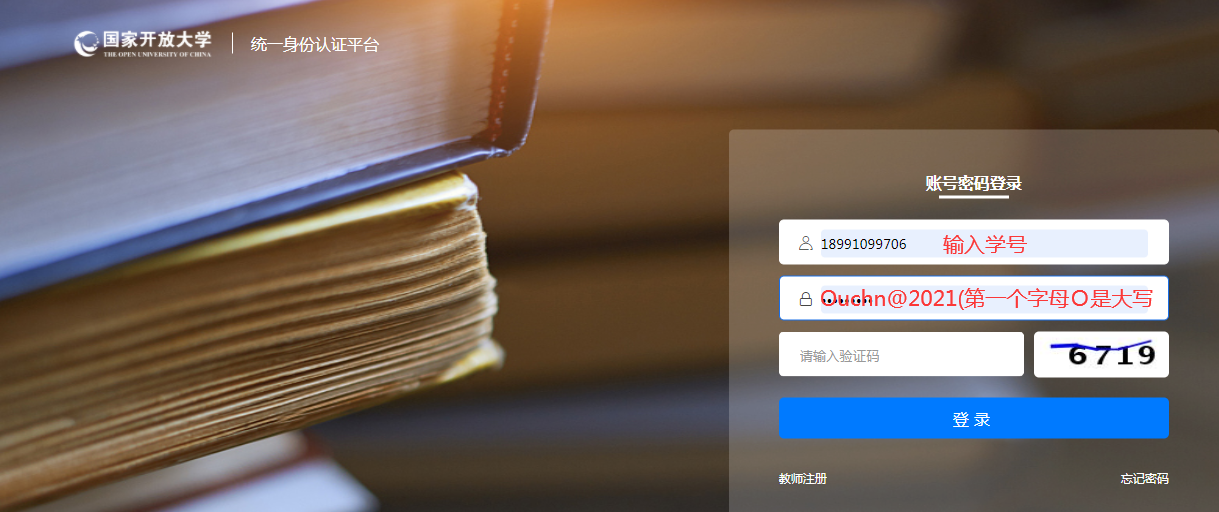 国家开放大学
THE OPEN UNIVERSITY OF CHINA
统一身份认证平台
账号密码登录
18991099706 输入学号
Ouchn@2021(第一个字母O是大写
请输入验证码
6719
登 录
教师注册
忘记密码